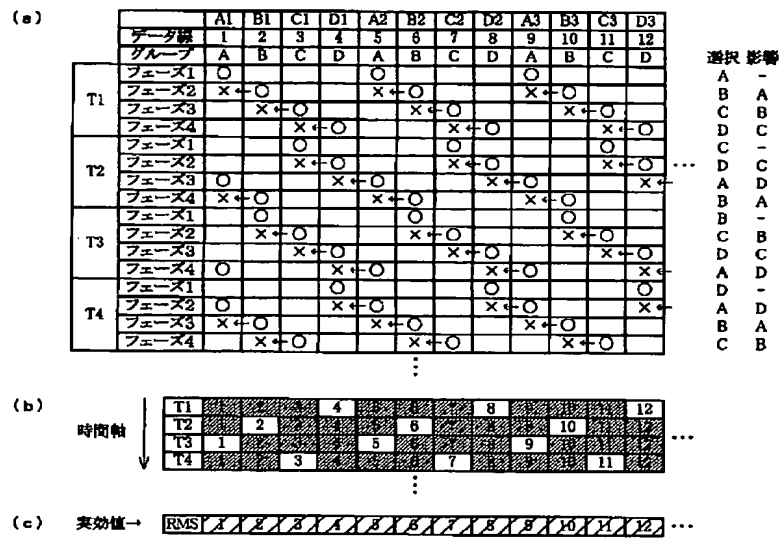 (a)
A1 B1 C1 D1 A2 B2 C2 D2 A3 B3 C3 D3
データ線 1 2 3 4 5 6 7 8 9 10 11 12
グループ A B C D A B C D A B C D 選択 影響
T1 フェーズ1 ○ ○ ○ A -
フェーズ2 ×←○ ×←○ ×←○ B A
フェーズ3 ×←○ ×←○ ×←○ C B
フェーズ4 ×←○ ×←○ ×←○ D C
T2 フェーズ1 ○ ○ ○ C -
フェーズ2 ×←○ ×←○ ×←○ … D C
フェーズ3 ○ ×←○ ×←○ ×← A D
フェーズ4 ×←○ ×←○ ×←○ B A
T3 フェーズ1 ○ ○ ○ B -
フェーズ2 ×←○ ×←○ ×←○ C B
フェーズ3 ×←○ ×←○ ×←○ D C
フェーズ4 ○ ×←○ ×←○ ×← A D
T4 フェーズ1 ○ ○ ○ D -
フェーズ2 ○ ×←○ ×←○ ×← A D
フェーズ3 ×←○ ×←○ ×←○ B A
フェーズ4 ×←○ ×←○ ×←○ C B
(b)
時間軸
T1 4 8 12
T2 2 6 10
T3 1 5 9 …
T4 3 7 11
(c) 実効値→ RMS 1 2 3 4 5 6 7 8 9 10 11 12 …